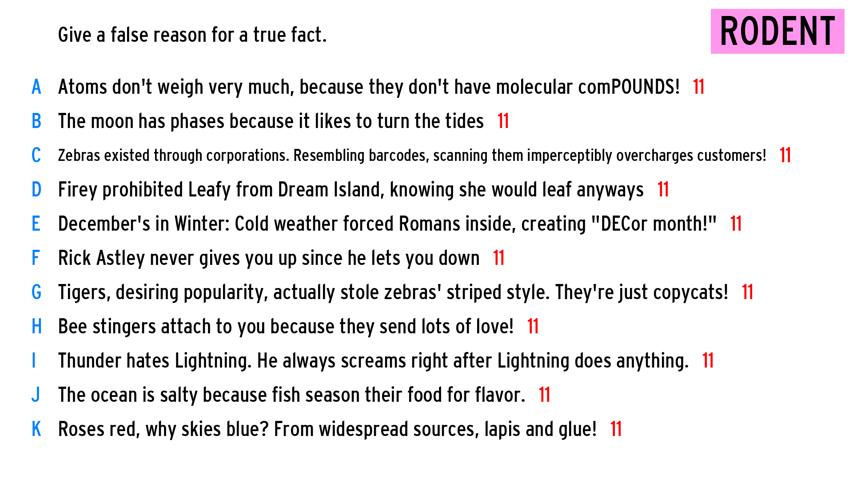 Give a false reason for a true fact.
RODENT
A Atoms don't weigh very much, because they don't have molecular comPOUNDS! 11
B The moon has phases because it likes to turn the tides 11
C Zebras existed through corporations. Resembling barcodes, scanning them imperceptibly overcharges customers! 11
D Firey prohibited Leafy from Dream Island, knowing she would leaf anyways 11
E December's in Winter: Cold weather forced Romans inside, creating "DECor month!" 11
F Rick Astley never gives you up since he lets you down 11
G Tigers, desiring popularity, actually stole zebras' striped style. They're just copycats! 11
H Bee stingers attach to you because they send lots of love! 11
I Thunder hates Lightning. He always screams right after Lightning does anything. 11
J The ocean is salty because fish season their food for flavor. 11
K Roses red, why skies blue? From widespread sources, lapis and glue! 11